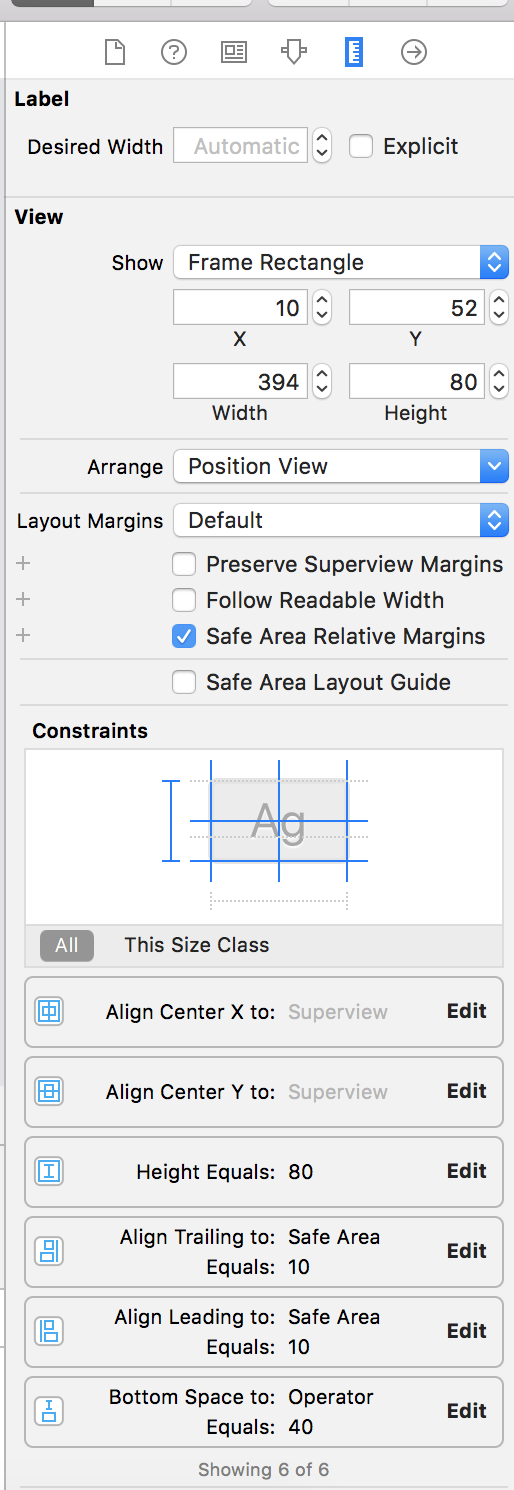 Label
Desired Width Automatic Explicit
View
Show Frame Rectangle
10 52
X Y
394 80
Width Height
Arrange Position View
Layout Margins Default
Preserve Superview Margins
Follow Readable Width
Safe Area Relative Margins
Safe Area Layout Guide
Constraints
Ag
All This Size Class
Align Center X to: Superview Edit
Align Center Y to: Superview Edit
Height Equals: 80 Edit
Align Trailing to: Safe Area
Equals: 10 Edit
Align Leading to: Safe Area
Equals: 10 Edit
Bottom Space to: Operator
Equals: 40 Edit
Showing 6 of 6